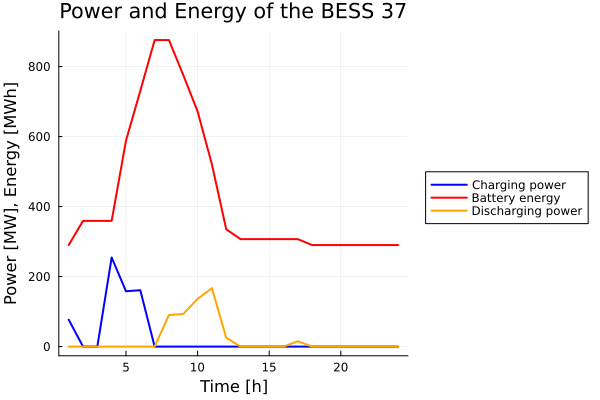 Power and Energy of the BESS 37
Power [MW], Energy [MWh]
800
600
400
200
0
5 10 15 20
Time [h]
Charging power
Battery energy
Discharging power